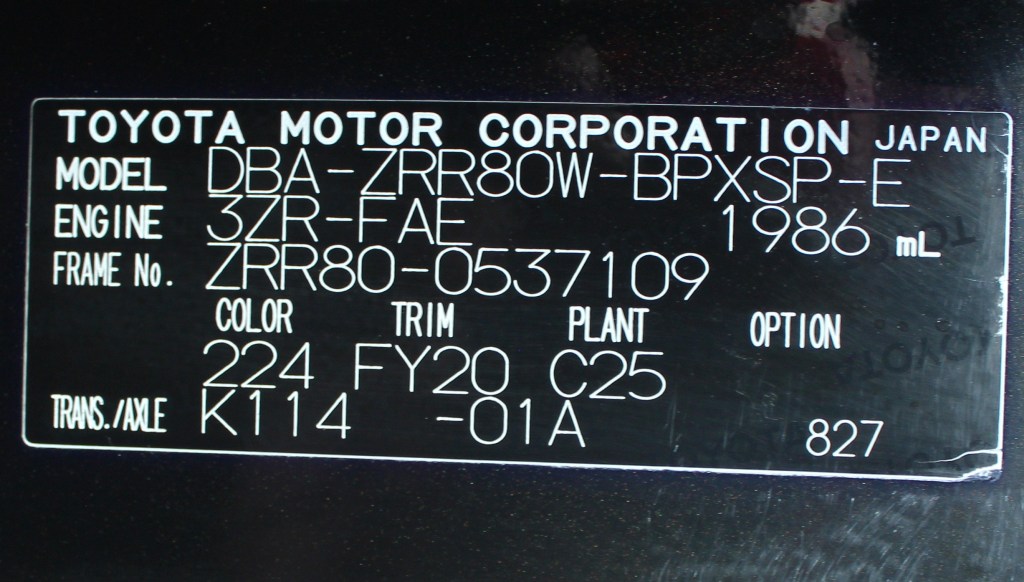 TOYOTA MOTOR CORPORATION JAPAN
MODEL DBA-ZRR80W-BPXSP-E
ENGINE 3ZR-FAE 1986 mL
FRAME No. ZRR80-0537109
COLOR TRIM PLANT OPTION
224 FY20 C25
TRANS./AXLE K114 -01A 827